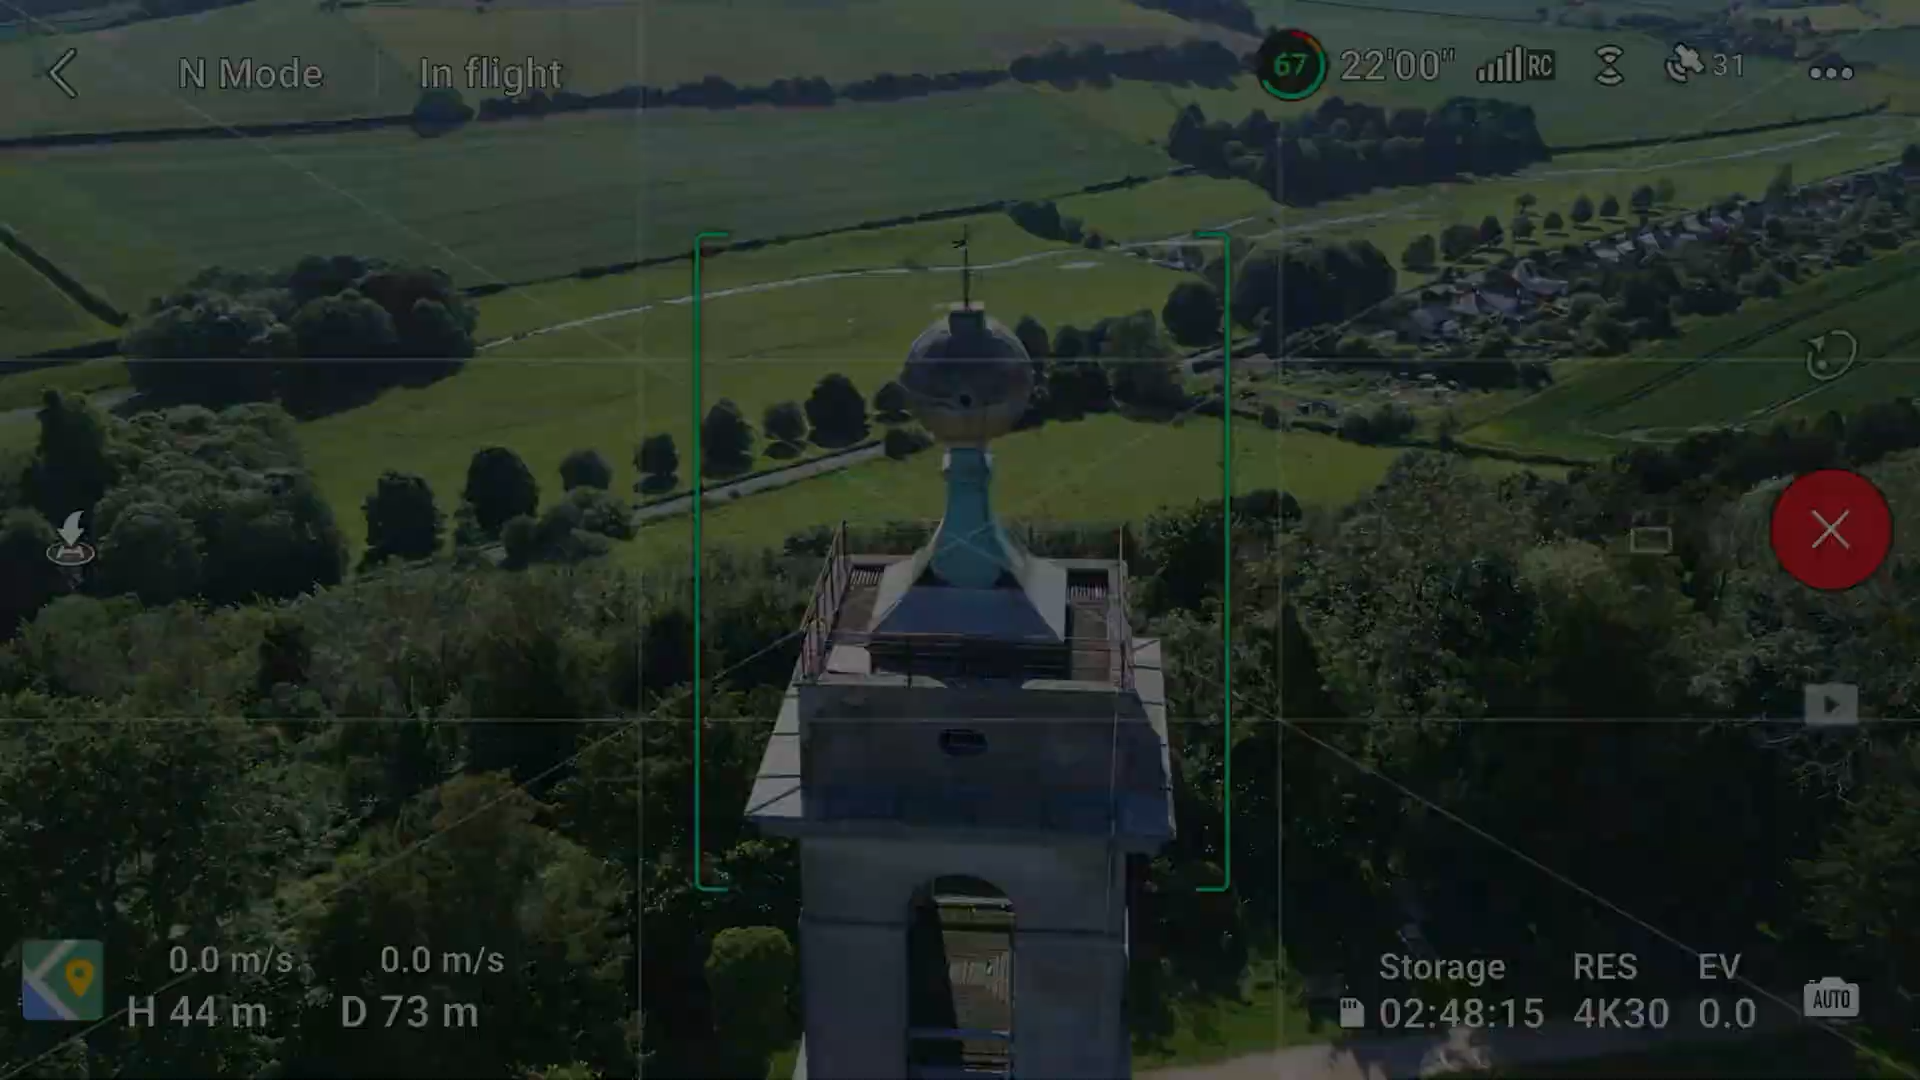 N Mode
In flight
67
22'00"
RC
31
0.0 m/s
0.0 m/s
H 44 m
D 73 m
Storage
RES
EV
02:48:15
4K30
0.0
AUTO